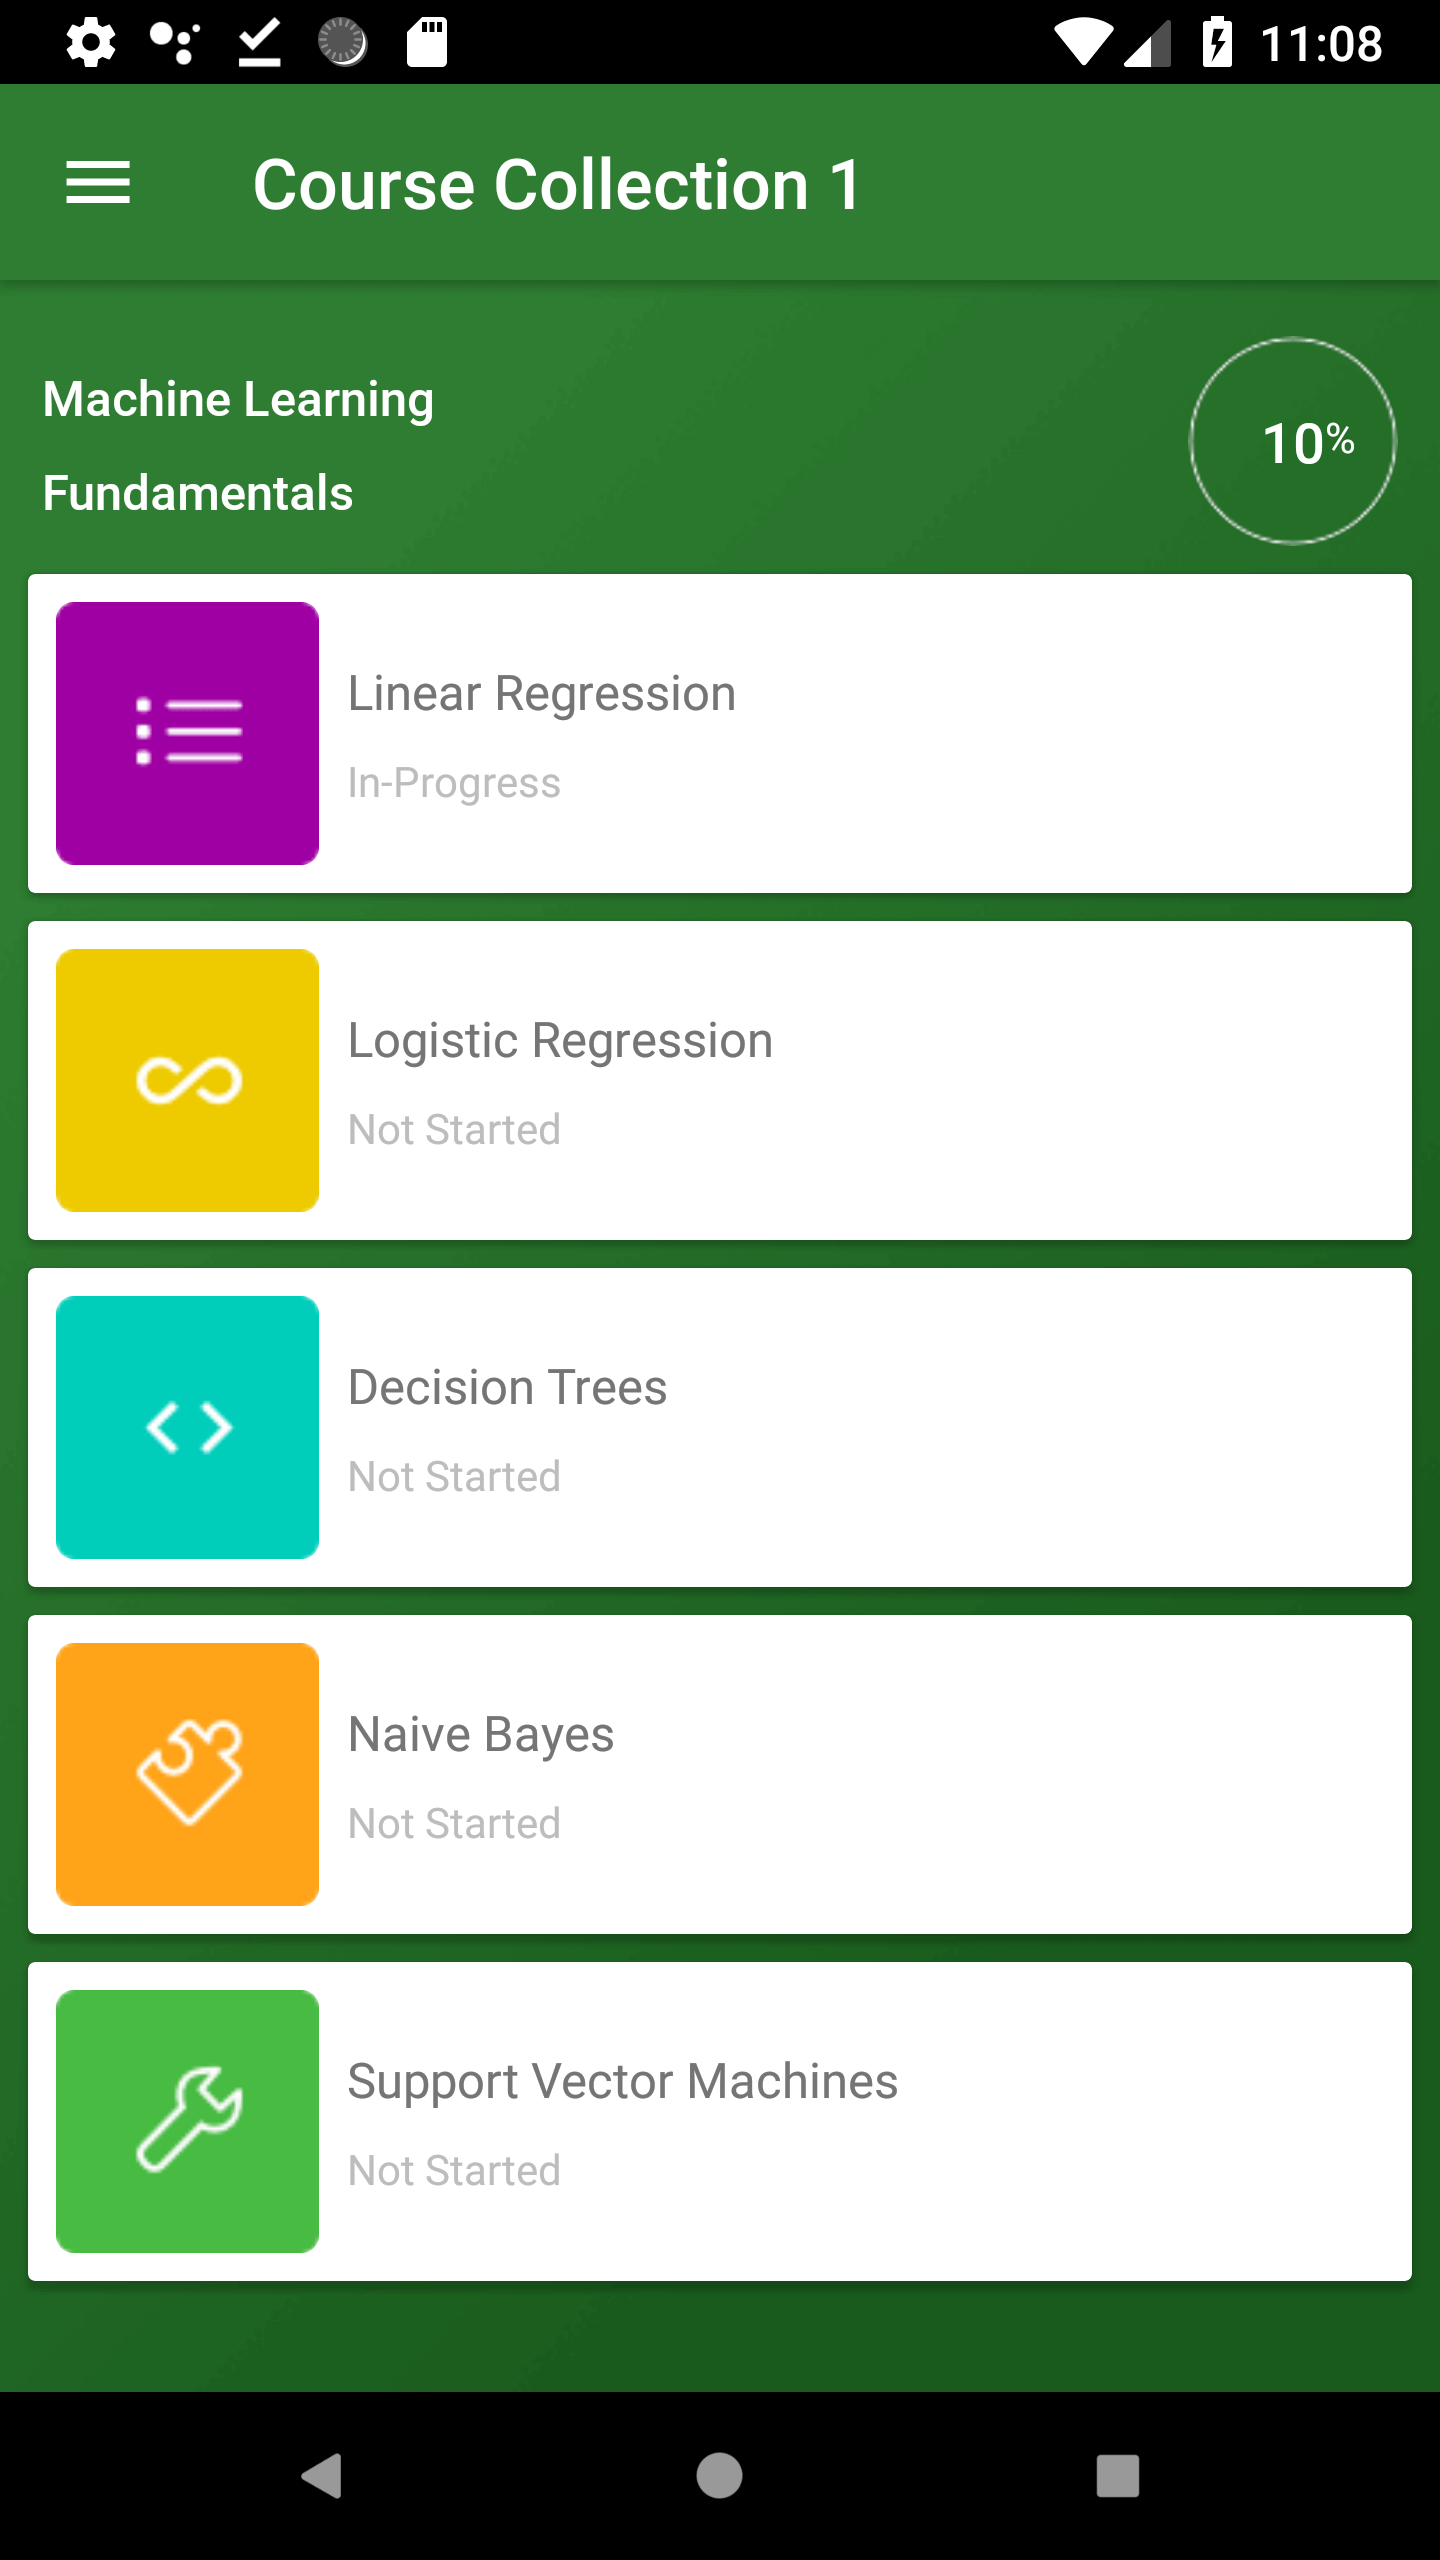 11:08
Course Collection 1
Machine Learning
Fundamentals
10%
Linear Regression
In-Progress
Logistic Regression
Not Started
Decision Trees
Not Started
Naive Bayes
Not Started
Support Vector Machines
Not Started